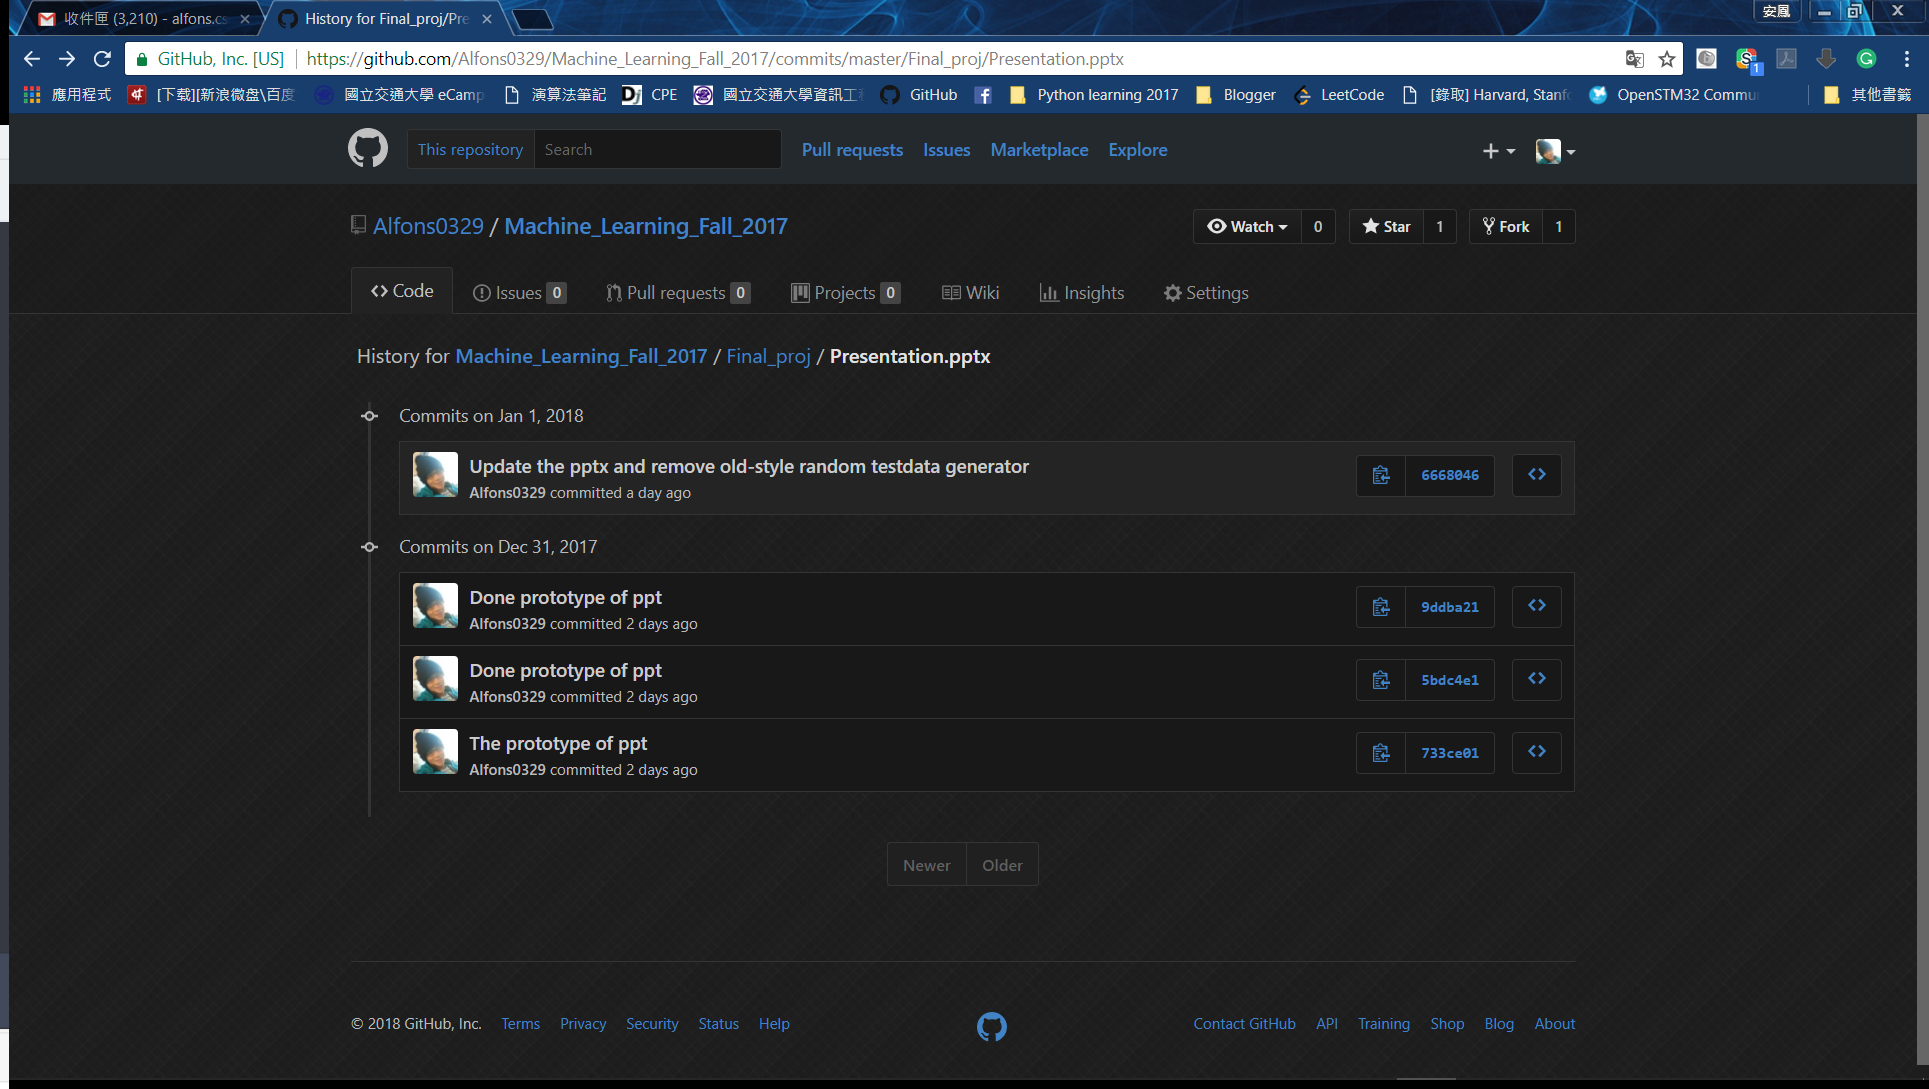 收件匣 (3,210) - alfons.cs
History for Final_proj/Pre
安鳳
GitHub, Inc. [US]
https://github.com/Alfons0329/Machine_Learning_Fall_2017/commits/master/Final_proj/Presentation.pptx
應用程式
[下载][新浪微盘\百度
國立交通大學 eCamp
演算法筆記
Dj CPE
國立交通大學資訊工
GitHub
Python learning 2017
Blogger
LeetCode
[錄取] Harvard, Stanf
OpenSTM32 Commu
其他書籤
This repository
Search
Pull requests
Issues
Marketplace
Explore
Alfons0329 / Machine_Learning_Fall_2017
Watch 0
Star 1
Fork 1
Code
Issues 0
Pull requests 0
Projects 0
Wiki
Insights
Settings
History for Machine_Learning_Fall_2017 / Final_proj / Presentation.pptx
Commits on Jan 1, 2018
Update the pptx and remove old-style random testdata generator
6668046
Alfons0329 committed a day ago
Commits on Dec 31, 2017
Done prototype of ppt
9ddba21
Alfons0329 committed 2 days ago
Done prototype of ppt
5bdc4e1
Alfons0329 committed 2 days ago
The prototype of ppt
733ce01
Alfons0329 committed 2 days ago
Newer
Older
© 2018 GitHub, Inc.
Terms
Privacy
Security
Status
Help
Contact GitHub
API
Training
Shop
Blog
About